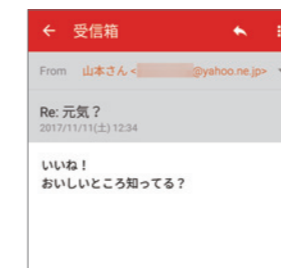 受信箱
From 山本さん< @yahoo.ne.jp>
Re: 元気？
2017/11/11(土) 12:34
いいね！
おいしいところ知ってる？